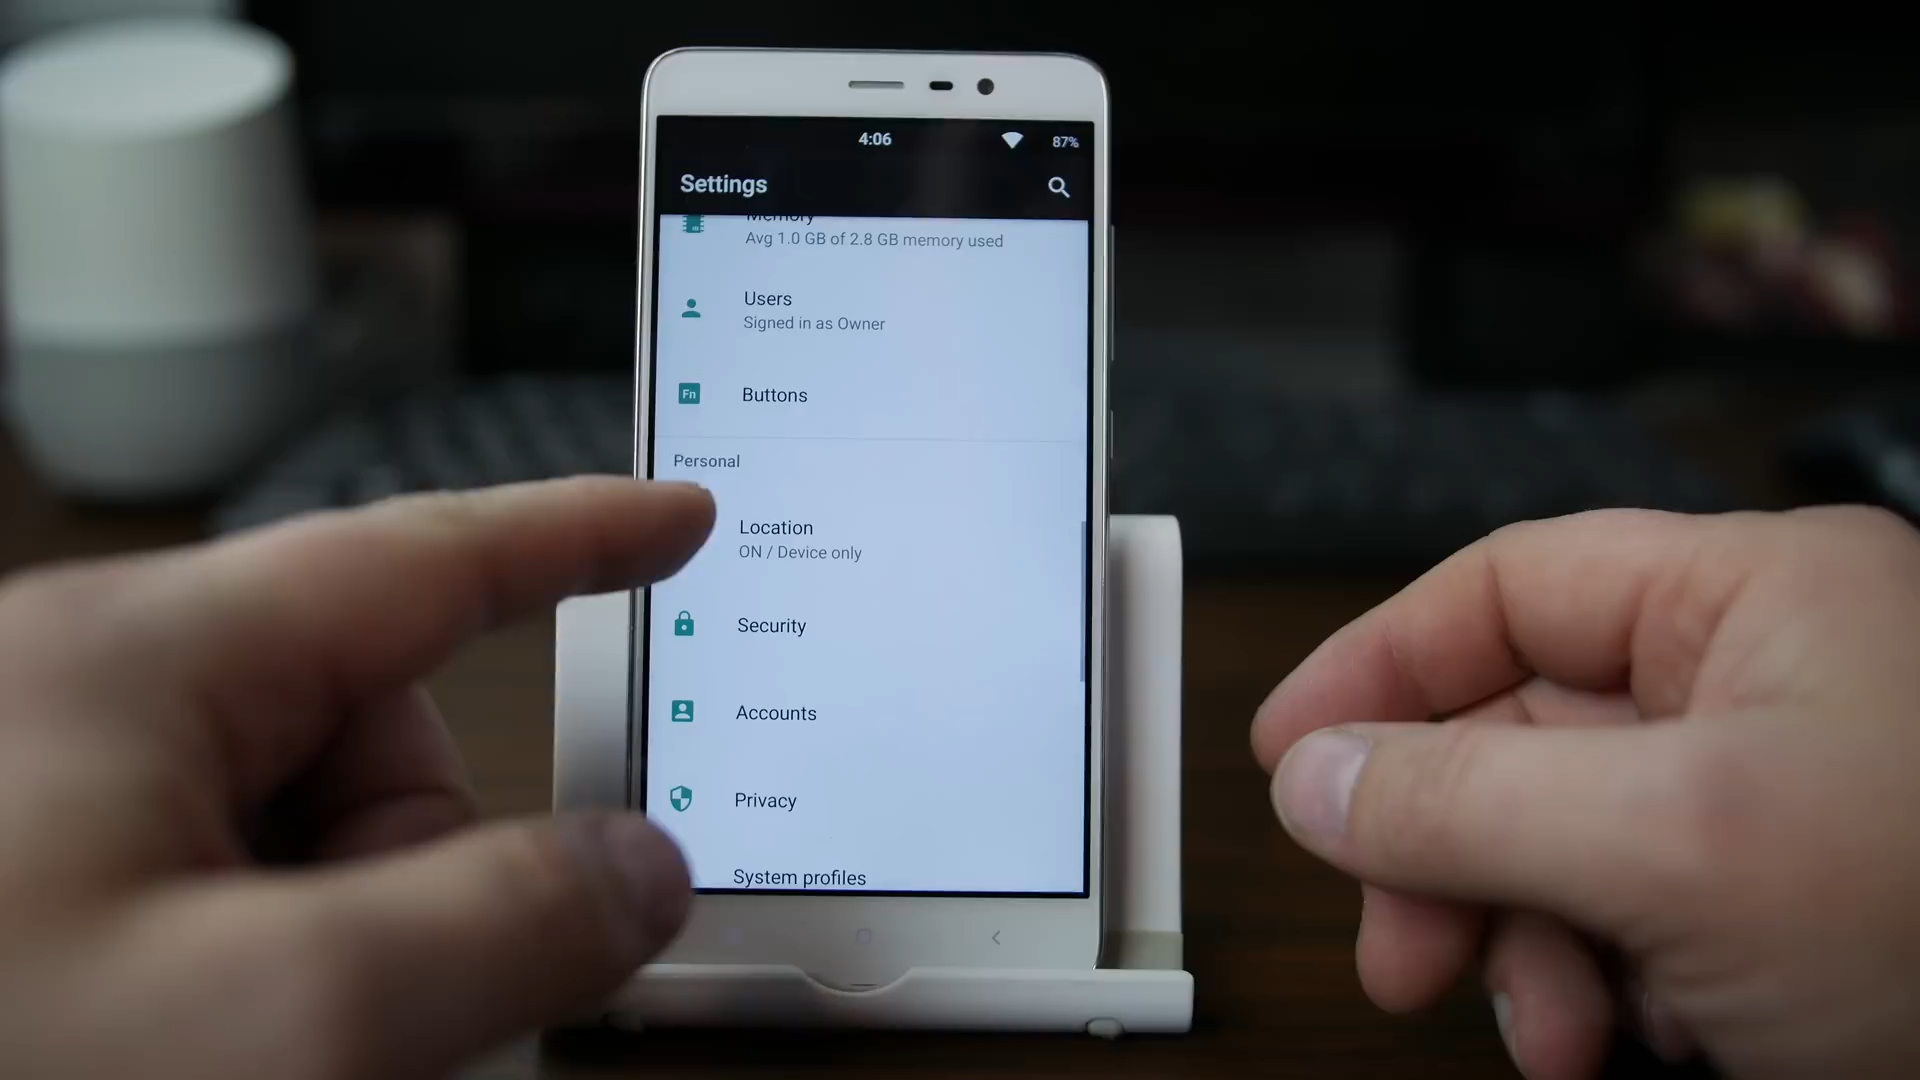 4:06 87%
Settings
Memory
Avg 1.0 GB of 2.8 GB memory used
Users
Signed in as Owner
Fn Buttons
Personal
Location
ON / Device only
Security
Accounts
Privacy
System profiles